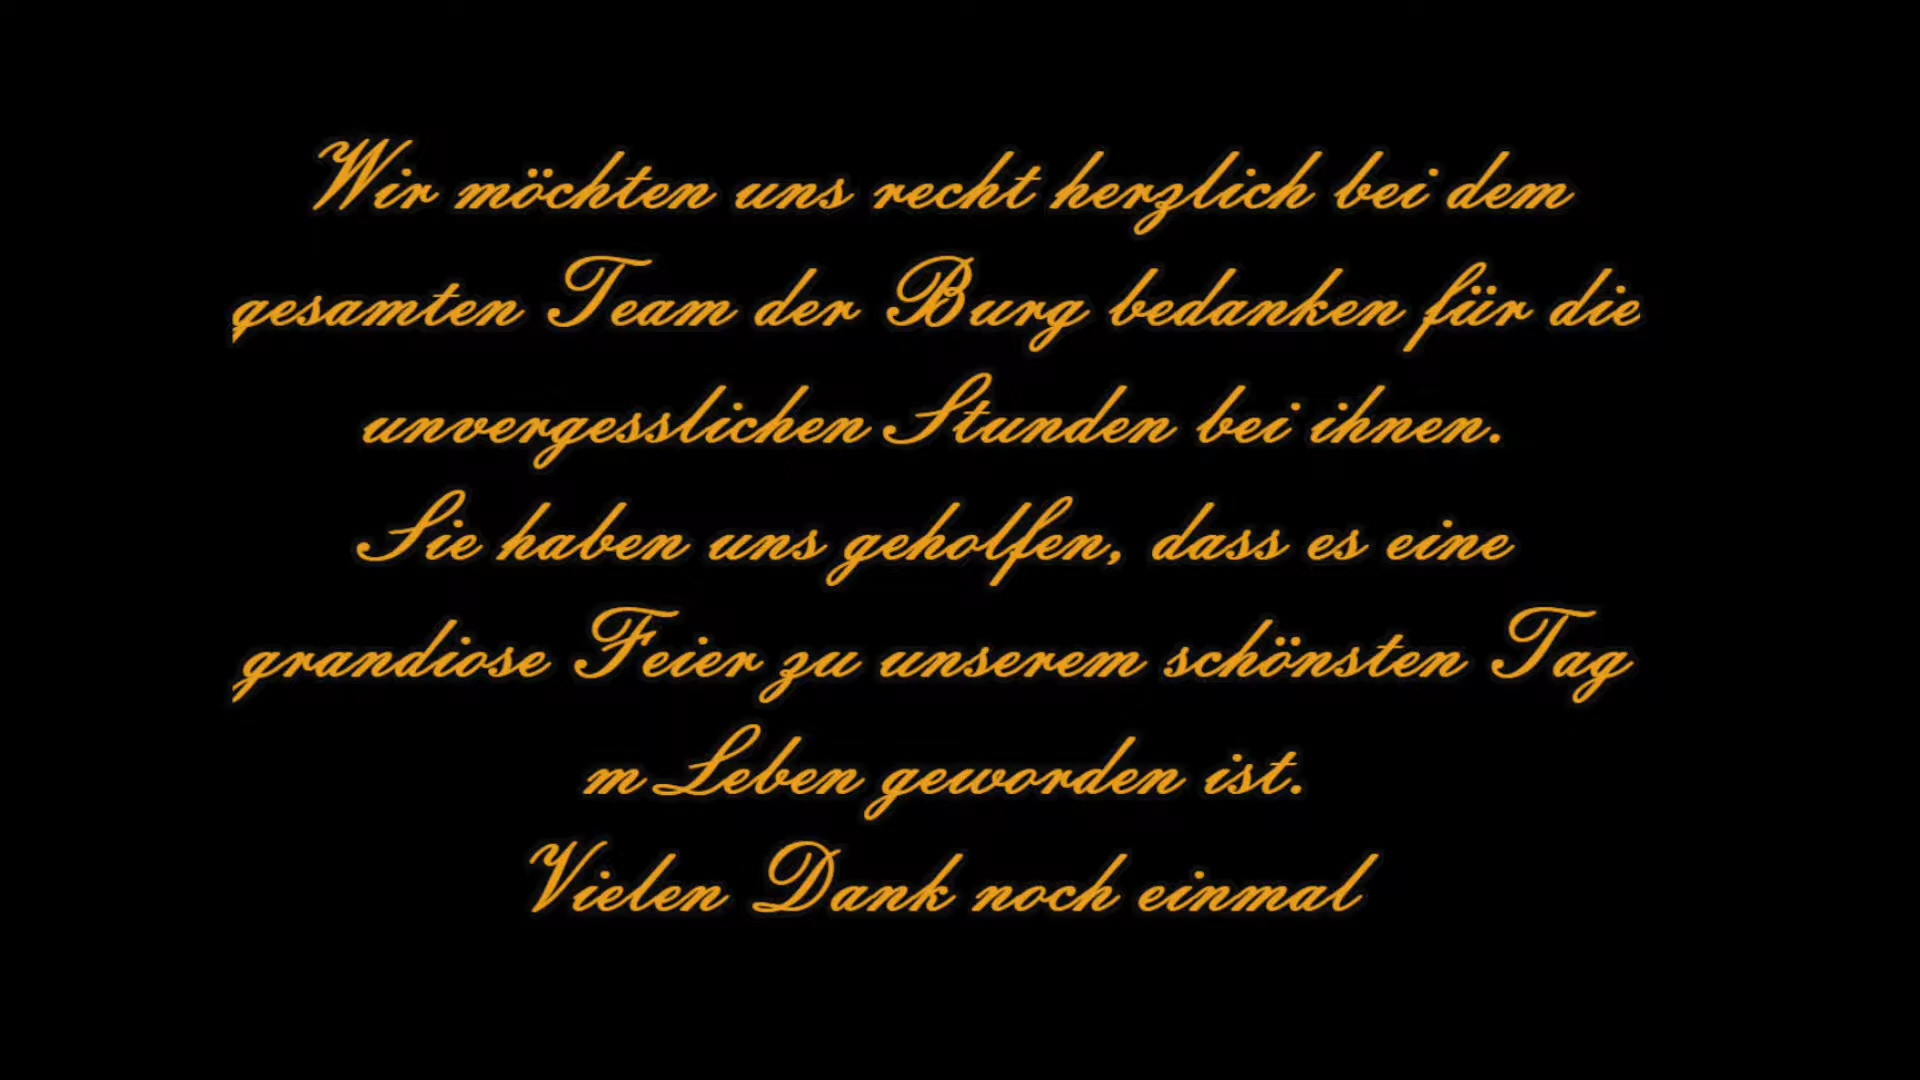 Wir möchten uns recht herzlich bei dem
gesamten Team der Burg bedanken für die
unvergesslichen Stunden bei ihnen.
Sie haben uns geholfen, dass es eine
grandiose Feier zu unserem schönsten Tag
m Leben geworden ist.
Vielen Dank noch einmal